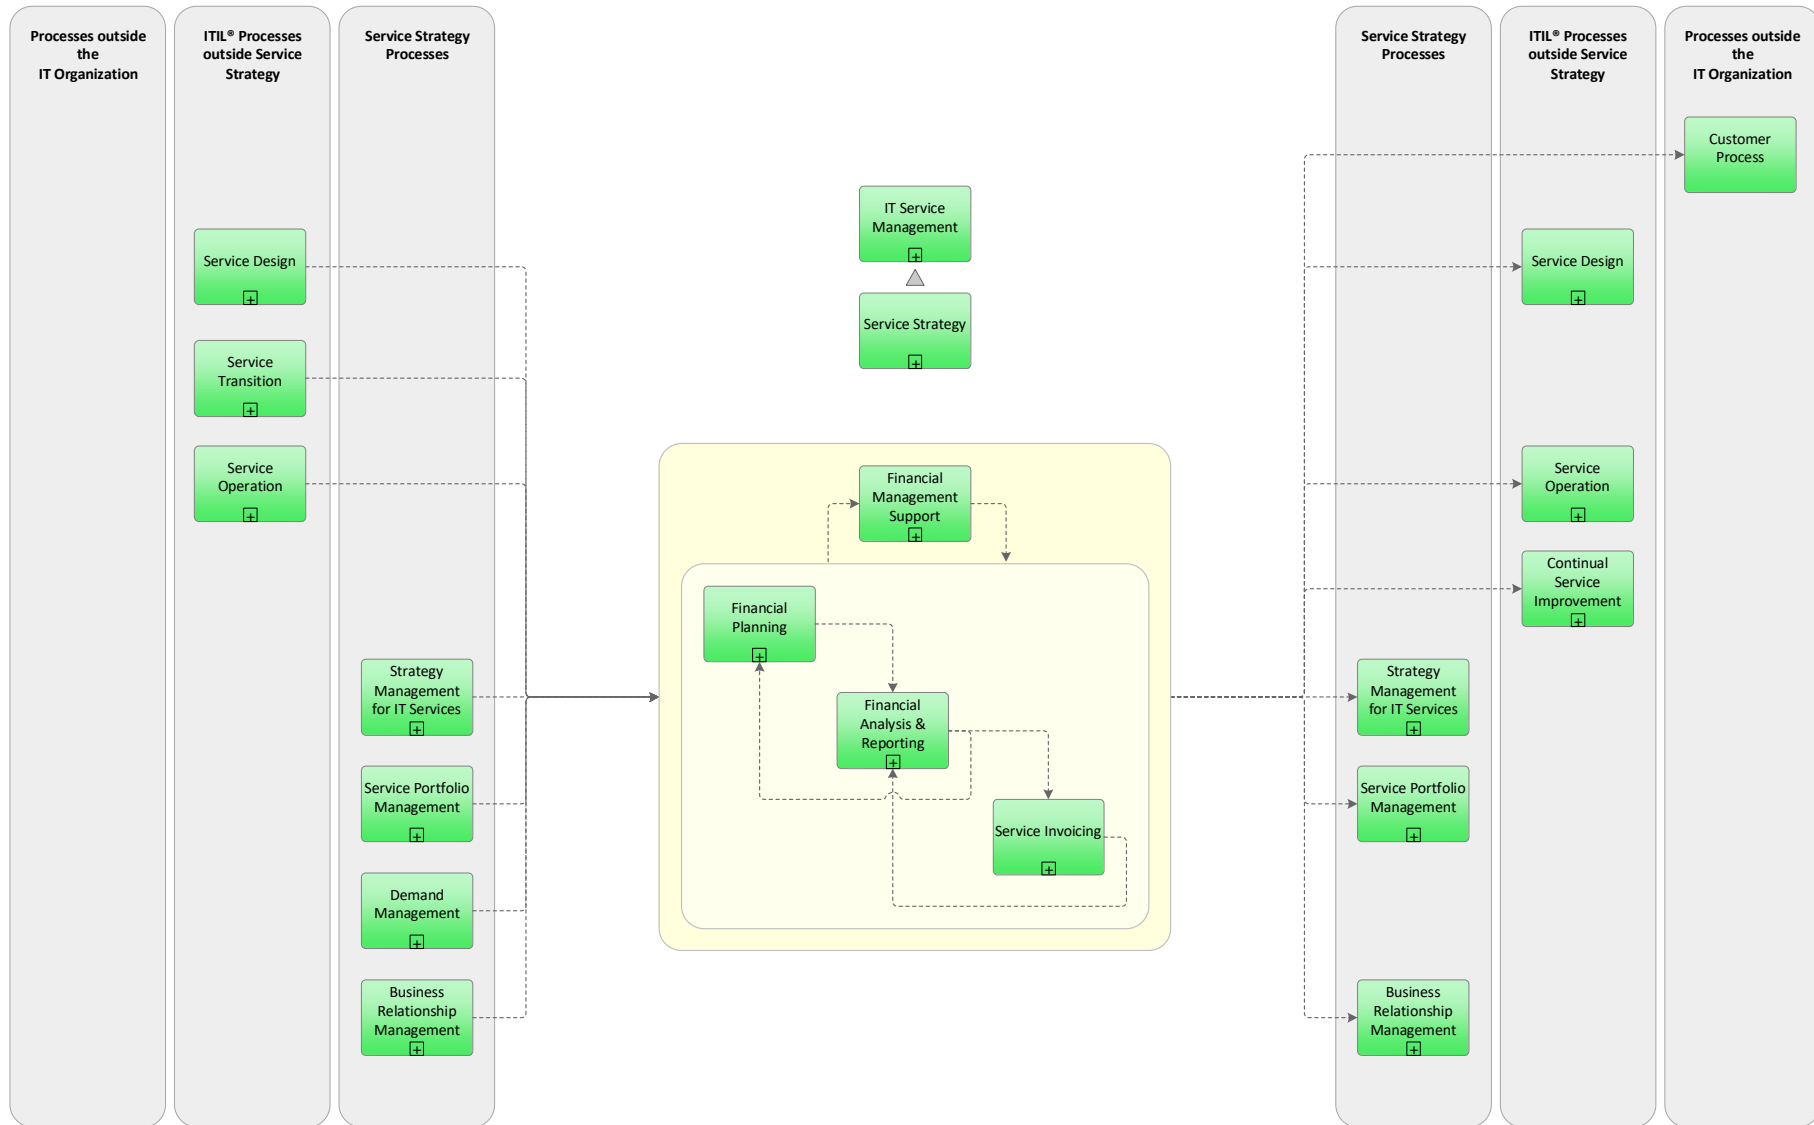 Processes outside
the
IT Organization
ITIL® Processes
outside Service
Strategy
Service Strategy
Processes
Service Strategy
Processes
ITIL® Processes
outside Service
Strategy
Processes outside
the
IT Organization
Service Design
Service
Transition
Service
Operation
Strategy
Management
for IT Services
Service Portfolio
Management
Demand
Management
Business
Relationship
Management
IT Service
Management
Service Strategy
Financial
Management
Support
Financial
Planning
Financial
Analysis &
Reporting
Service Invoicing
Customer
Process
Service Design
Service
Operation
Continual
Service
Improvement
Strategy
Management
for IT Services
Service Portfolio
Management
Business
Relationship
Management